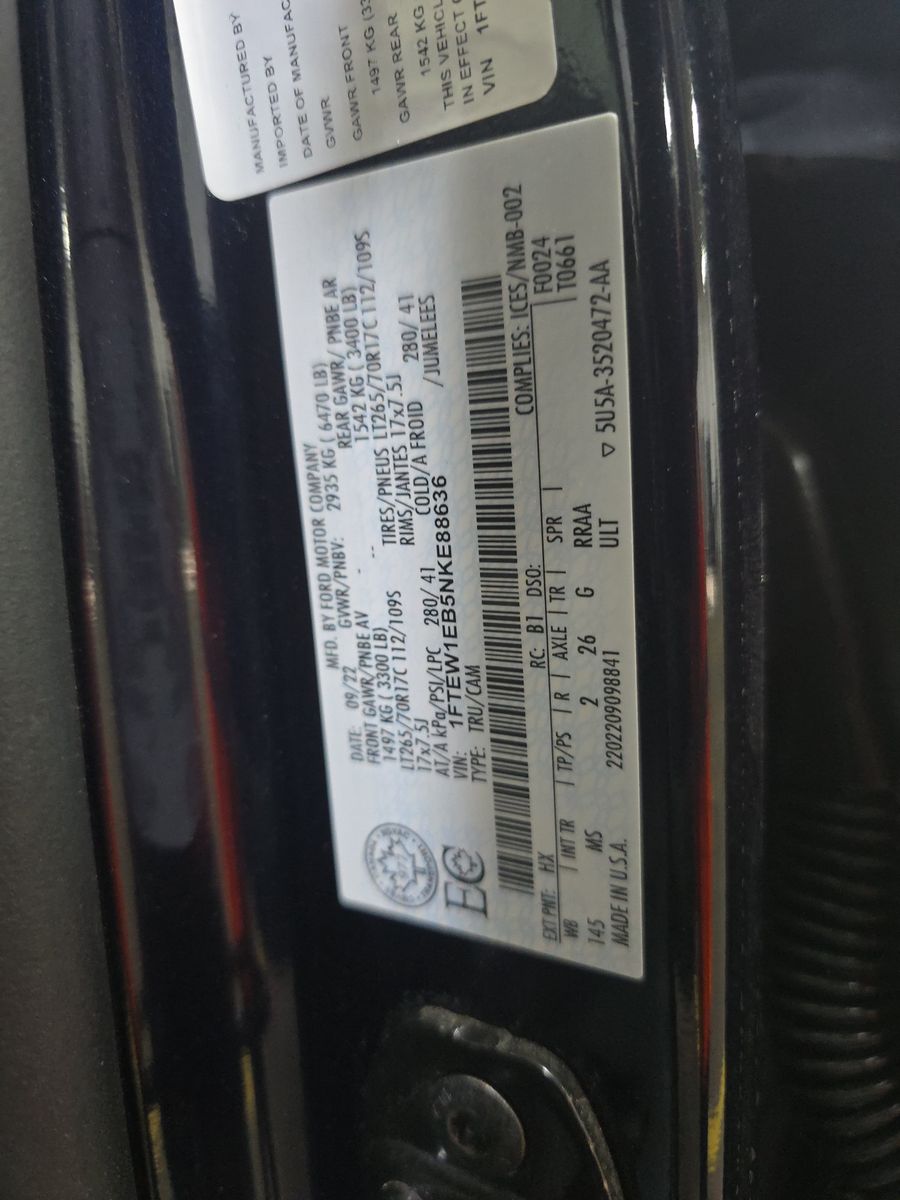 MANUFACTURED BY
IMPORTED BY
DATE OF MANUFAC
GVWR
GAWR FRONT
1497 KG (33
GAWR REAR
1542 KG
THIS VEHICL
IN EFFECT O
VIN 1FT
MFD. BY FORD MOTOR COMPANY
DATE: 09/22 GVWR/PNBV: 2935 KG ( 6470 LB)
FRONT GAWR/PNBE AV - REAR GAWR/ PNBE AR
1497 KG ( 3300 LB) -- 1542 KG ( 3400 LB)
LT265/70R17C 112/109S TIRES/PNEUS LT265/70R17C 112/109S
17x7.5J RIMS/JANTES 17x7.5J
AT/A kPa/PSI/LPC 280/ 41 COLD/A FROID 280/ 41
VIN: 1FTEW1EB5NKE88636 /JUMELEES
TYPE: TRU/CAM
EC
COMPLIES: ICES/NMB-002
EXT PNT: HX RC: B1 DSO: F0024
WB | INT TR | TP/PS | R | AXLE | TR | SPR | T0661
145 MS 2 26 G RRAA
2202209098841 ULT
MADE IN U.S.A. ▽ 5U5A-3520472-AA